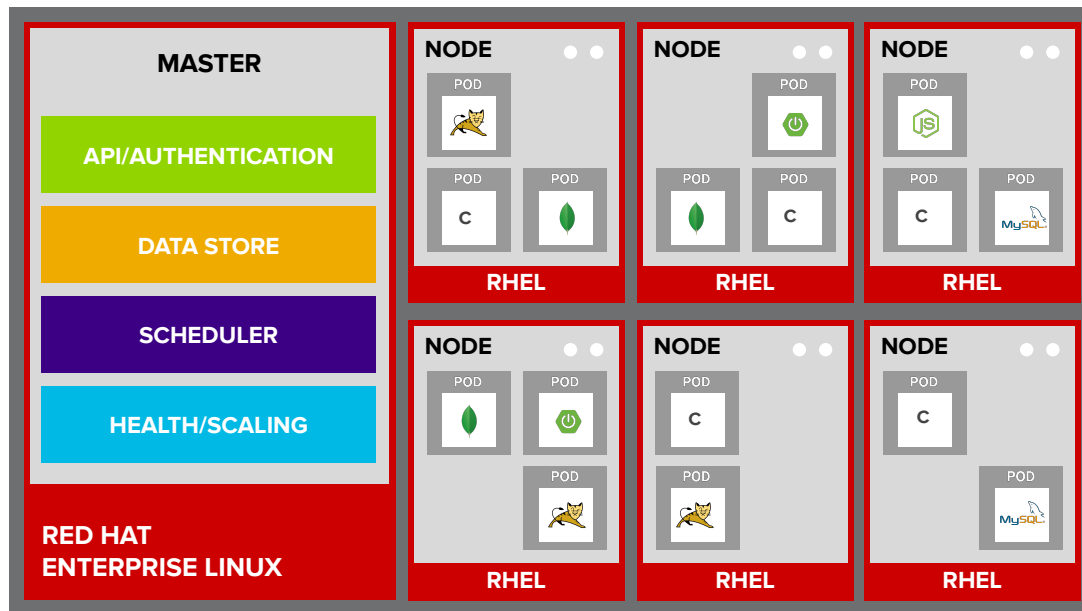 MASTER
API/AUTHENTICATION
DATA STORE
SCHEDULER
HEALTH/SCALING
RED HAT
ENTERPRISE LINUX
NODE
POD
JS
POD
POD
C
RHEL
NODE
POD
POD
POD
C
RHEL
NODE
POD
JS
POD
POD
C
MySQL
RHEL
NODE
POD
POD
POD
RHEL
NODE
POD
C
POD
RHEL
NODE
POD
C
POD
MySQL
RHEL